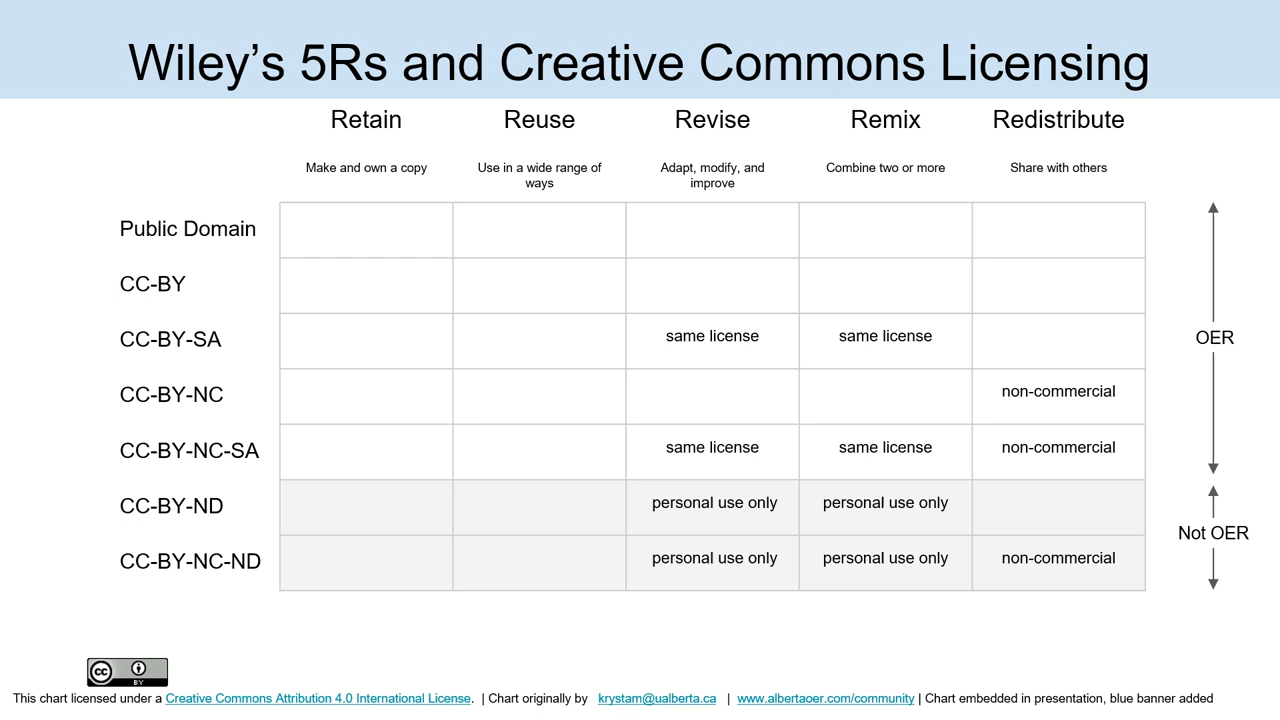 Wiley’s 5Rs and Creative Commons Licensing
Retain Reuse Revise Remix Redistribute
Make and own a copy Use in a wide range of ways Adapt, modify, and improve Combine two or more Share with others
Public Domain
CC-BY
CC-BY-SA same license same license
OER
CC-BY-NC non-commercial
CC-BY-NC-SA same license same license non-commercial
CC-BY-ND personal use only personal use only
Not OER
CC-BY-NC-ND personal use only personal use only non-commercial
cc BY
This chart licensed under a Creative Commons Attribution 4.0 International License. | Chart originally by krystam@ualberta.ca | www.albertaoer.com/community | Chart embedded in presentation, blue banner added